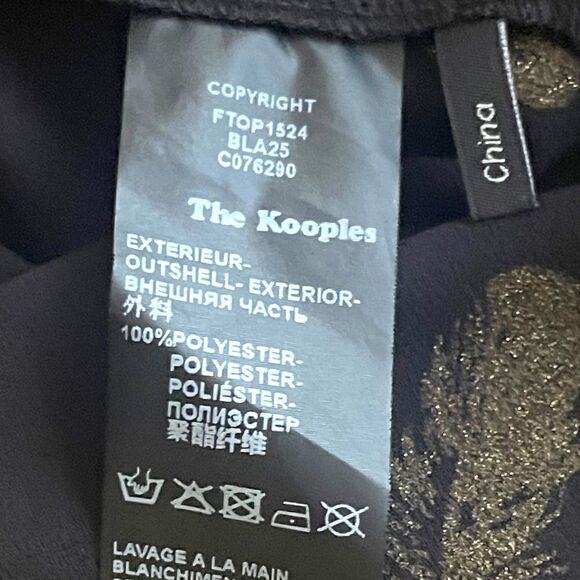 COPYRIGHT
FTOP1524
BLA25
C076290
The Kooples
EXTERIEUR-
OUTSHELL- EXTERIOR-
ВНЕШНЯЯ ЧАСТЬ
外料
100%POLYESTER-
POLYESTER-
POLIÉSTER-
ПОЛИЭСТЕР
聚酯纤维
LAVAGE A LA MAIN
BLANCHIMEN
China